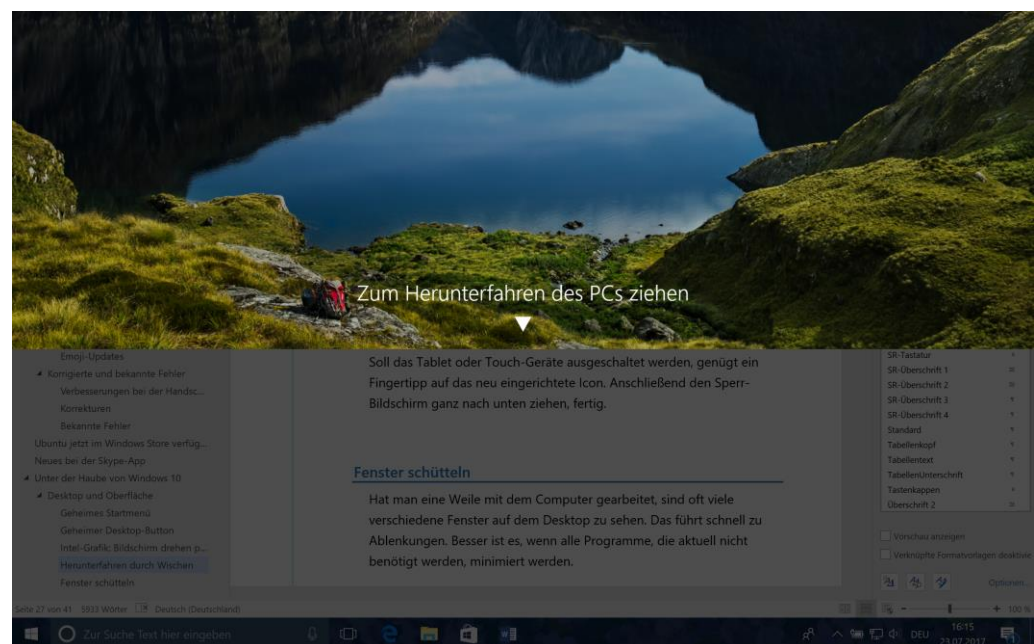 Zum Herunterfahren des PCs ziehen
Emoji-Updates
Korrigierte und bekannte Fehler
Verbesserungen bei der Handsc...
Korrekturen
Bekannte Fehler
Ubuntu jetzt im Windows Store verfüg...
Neues bei der Skype-App
Unter der Haube von Windows 10
Desktop und Oberfläche
Geheimes Startmenü
Geheimer Desktop-Button
Intel-Grafik: Bildschirm drehen p...
Herunterfahren durch Wischen
Fenster schütteln
Soll das Tablet oder Touch-Geräte ausgeschaltet werden, genügt ein
Fingertipp auf das neu eingerichtete Icon. Anschließend den Sperr-
Bildschirm ganz nach unten ziehen, fertig.
Fenster schütteln
Hat man eine Weile mit dem Computer gearbeitet, sind oft viele
verschiedene Fenster auf dem Desktop zu sehen. Das führt schnell zu
Ablenkungen. Besser ist es, wenn alle Programme, die aktuell nicht
benötigt werden, minimiert werden.
SR-Tastatur
SR-Überschrift 1
SR-Überschrift 2
SR-Überschrift 3
SR-Überschrift 4
Standard
Tabellenkopf
Tabellentext
TabellenUnterschrift
Tastenkappen
Überschrift 2
Vorschau anzeigen
Verknüpfte Formatvorlagen deaktivie
Optionen...
Seite 27 von 41 5933 Wörter Deutsch (Deutschland)
100 %
Zur Suche Text hier eingeben
DEU
16:15
23.07.2017